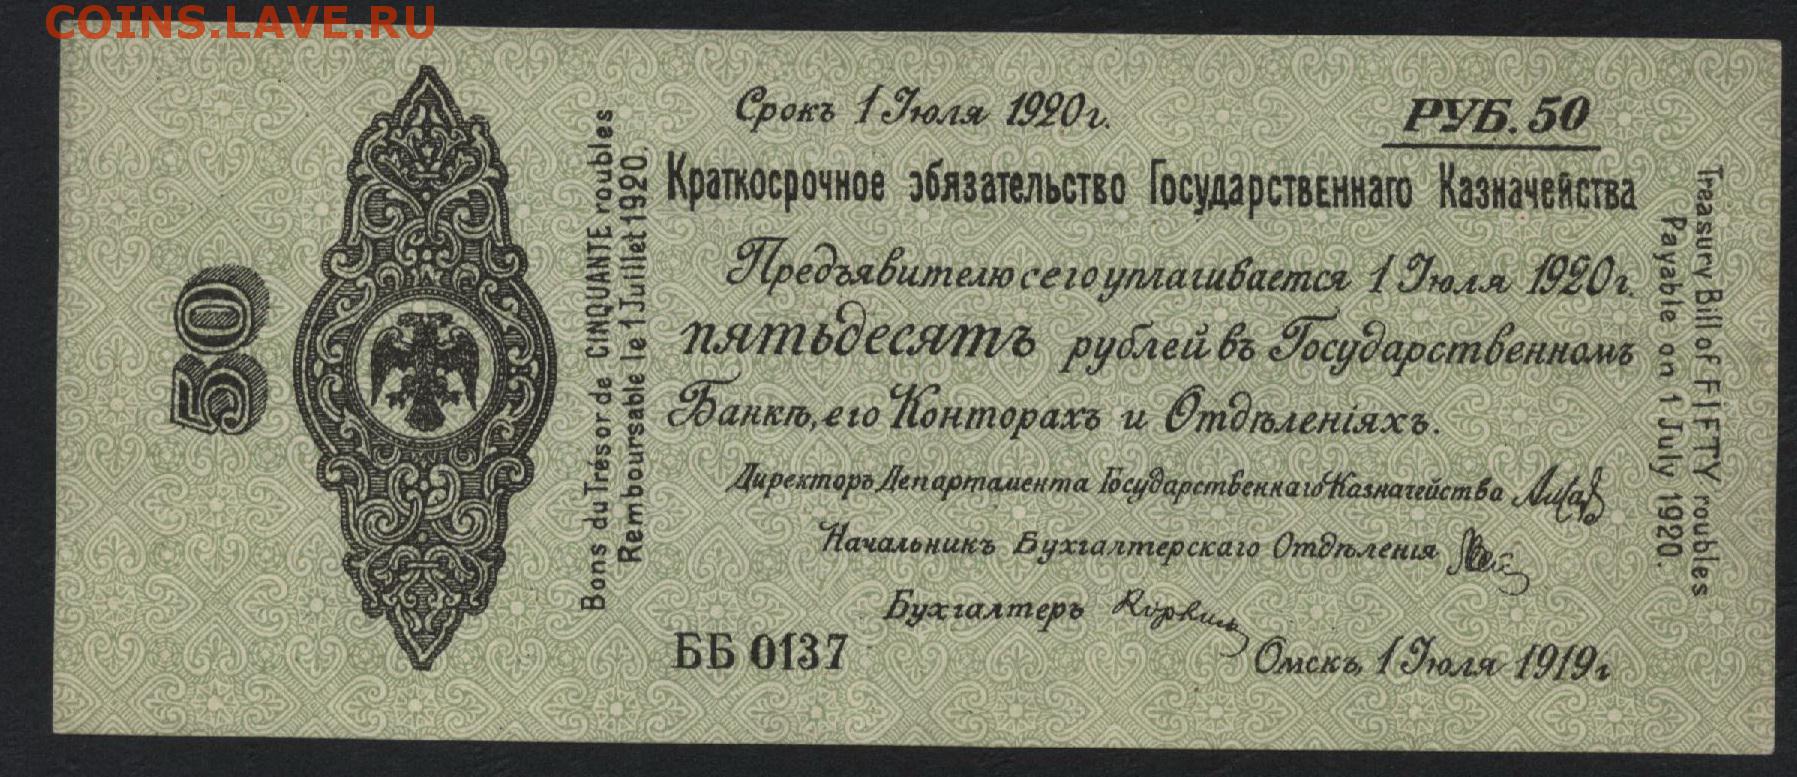 COINS.LAVE.RU
50
Bons du Trésor de CINQUANTE roubles
Remboursable le 1 Juillet 1920.
Срокъ 1 Іюля 1920 г.
РУБ. 50
Краткосрочное обязательство Государственнаго Казначейства
Предъявителю сего уплачивается 1 Іюля 1920 г.
пятьдесятъ рублей въ Государственномъ
Банкѣ, его Конторахъ и Отдѣленіяхъ.
Директоръ Департамента Государственнаго Казначейства
Начальникъ Бухгалтерскаго Отдѣленія
Бухгалтеръ
ББ 0137
Омскъ, 1 Іюля 1919 г
Treasury Bill of FIFTY roubles
Payable on 1 July 1920.